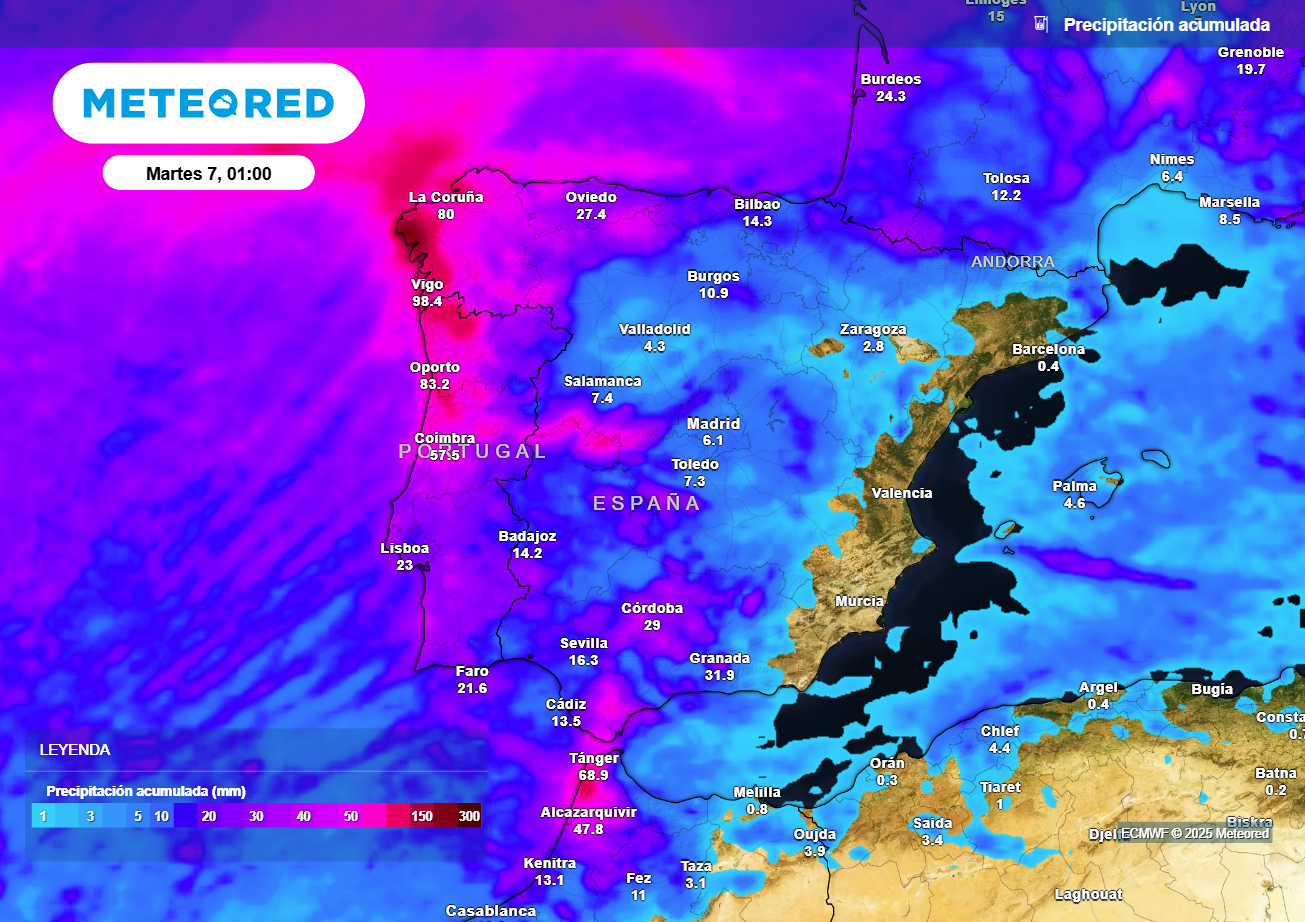 Limoges
15
Lyon
Precipitación acumulada
Grenoble
19.7
METEORED
Burdeos
24.3
Martes 7, 01:00
Nimes
6.4
Tolosa
12.2
La Coruña
80
Oviedo
27.4
Bilbao
14.3
Marsella
8.5
ANDORRA
Vigo
98.4
Burgos
10.9
Valladolid
4.3
Zaragoza
2.8
Barcelona
0.4
Oporto
83.2
Salamanca
7.4
Madrid
6.1
Coimbra
57.5
PORTUGAL
Toledo
7.3
ESPAÑA
Valencia
Palma
4.6
Lisboa
23
Badajoz
14.2
Córdoba
29
Murcia
Sevilla
16.3
Granada
31.9
Faro
21.6
Cádiz
13.5
Argel
0.4
Bugía
Consta
0.7
Chlef
4.4
LEYENDA
Tánger
68.9
Orán
0.3
Batna
0.2
Precipitación acumulada (mm)
1 3 5 10 20 30 40 50 150 300
Melilla
0.8
Tiaret
1
Alcazarquivir
47.8
Oujda
3.9
Saida
3.4
Biskra
Djel
ECMWF © 2025 Meteored
Kenitra
13.1
Fez
11
Taza
3.1
Laghouat
Casablanca